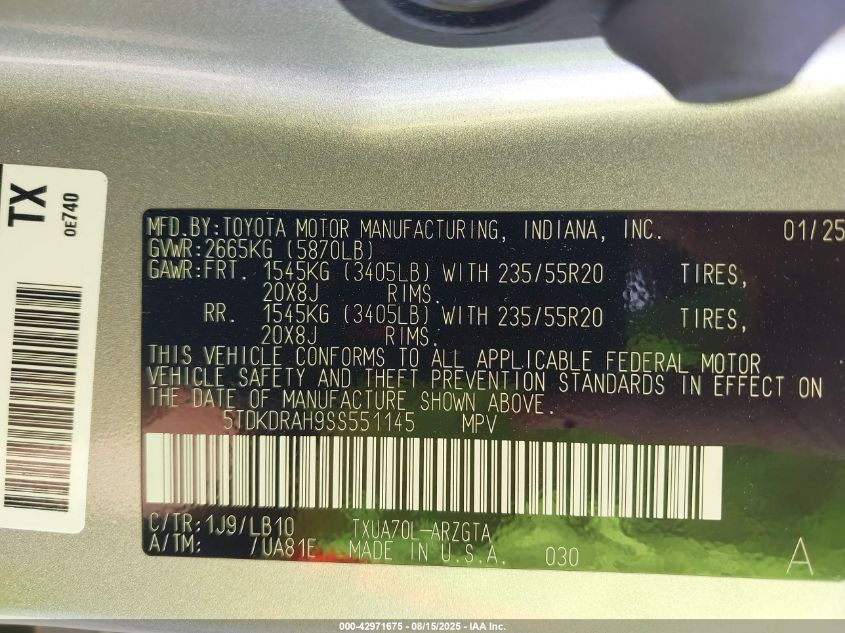 TX
0E740
MFD.BY:TOYOTA MOTOR MANUFACTURING, INDIANA, INC. 01/25
GVWR:2665KG (5870LB)
GAWR:FRT. 1545KG (3405LB) WITH 235/55R20 TIRES,
20X8J RIMS.
RR. 1545KG (3405LB) WITH 235/55R20 TIRES,
20X8J RIMS.
THIS VEHICLE CONFORMS TO ALL APPLICABLE FEDERAL MOTOR
VEHICLE SAFETY AND THEFT PREVENTION STANDARDS IN EFFECT ON
THE DATE OF MANUFACTURE SHOWN ABOVE.
5TDKDRAH9SS551145 MPV
C/TR:1J9/LB10 TXUA70L-ARZGTA
A/TM: /UA81E MADE IN U.S.A. 030 A
000-42971675 - 08/15/2025 - IAA Inc.